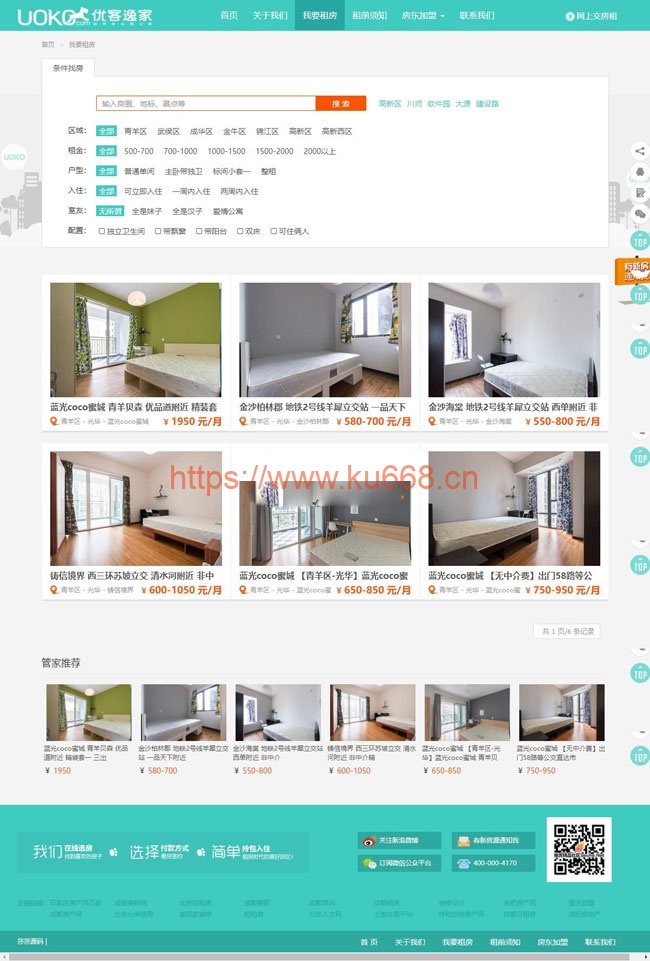 UOKO.com 优客逸家
首页 关于我们 我要租房 租前须知 房东加盟 联系我们 网上交房租
首页 > 我要租房
条件找房
输入商圈、地标、景点等 搜 索 高新区 川师 软件园 大源 建设路
区域: 全部 青羊区 武侯区 成华区 金牛区 锦江区 高新区 高新西区
租金: 全部 500-700 700-1000 1000-1500 1500-2000 2000以上
户型: 全部 普通单间 主卧带独卫 标间小套一 整租
入住: 全部 可立即入住 一周内入住 两周内入住
室友: 无所谓 全是妹子 全是汉子 爱情公寓
配置: 独立卫生间 带飘窗 带阳台 双床 可住俩人
UOKO
TOP
有新房
TOP
TOP
蓝光coco蜜城 青羊贝森 优品道附近 精装套
青羊区 - 光华 - 蓝光coco蜜城 ¥ 1950 元/月
金沙柏林郡 地铁2号线羊犀立交站 一品天下
青羊区 - 光华 - 金沙柏林郡 ¥ 580-700 元/月
金沙海棠 地铁2号线羊犀立交站 西单附近 非
青羊区 - 光华 - 金沙海棠 ¥ 550-800 元/月
TOP
https://www.ku668.cn
TOP
铸信境界 西三环苏坡立交 清水河附近 非中
青羊区 - 光华 - 铸信境界 ¥ 600-1050 元/月
蓝光coco蜜城 【青羊区-光华】蓝光coco蜜
青羊区 - 光华 - 蓝光coco蜜 ¥ 650-850 元/月
蓝光coco蜜城 【无中介费】出门58路等公
青羊区 - 光华 - 蓝光coco蜜 ¥ 750-950 元/月
共 1 页/6 条记录
管家推荐
TOP
蓝光coco蜜城 青羊贝森 优品
道附近 精装套一 三出
¥ 1950
金沙柏林郡 地铁2号线羊犀立交
站 一品天下附近
¥ 580-700
金沙海棠 地铁2号线羊犀立交站
西单附近 非中介
¥ 550-800
铸信境界 西三环苏坡立交 清水
河附近 非中介精
¥ 600-1050
蓝光coco蜜城 【青羊区-光
华】蓝光coco蜜城 青羊贝
¥ 650-850
蓝光coco蜜城 【无中介费】出
门58路等公交直达市
¥ 750-950
TOP
我们 在线选房 找到喜欢的房子 选择 付款方式 看房签约 简单 拎包入住
关注新浪微博 有新房源通知我
订阅微信公众平台 400-000-4170
莎莎源码 | 首 页 关于我们 我要租房 租前须知 房东加盟 联系我们